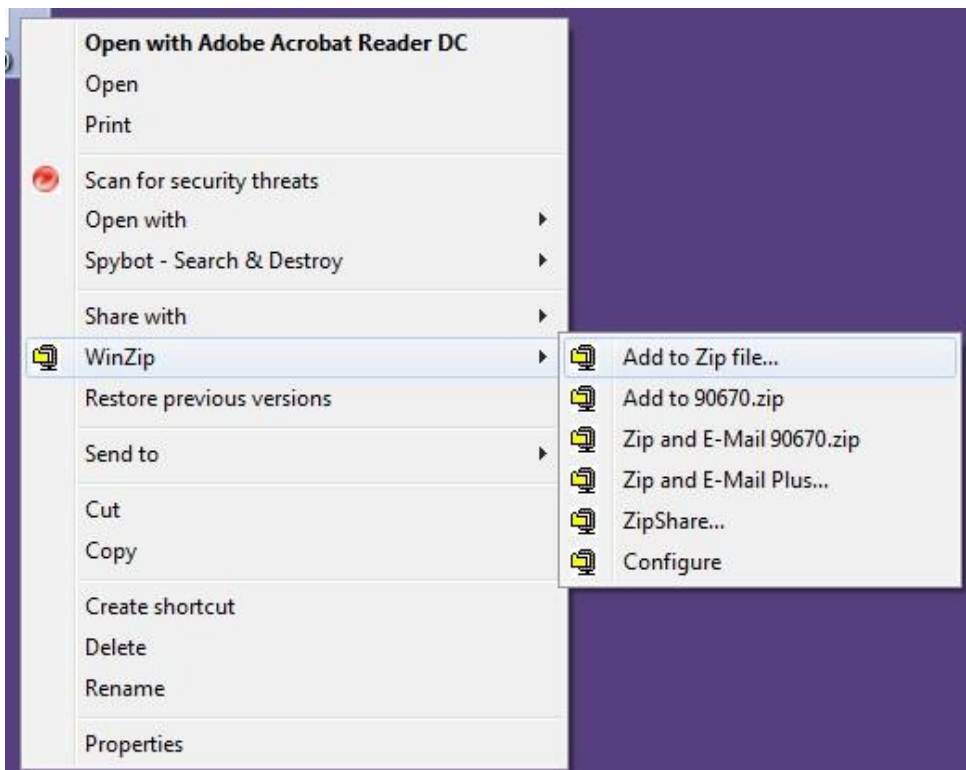 Open with Adobe Acrobat Reader DC
Open
Print
Scan for security threats
Open with
Spybot - Search & Destroy
Share with
WinZip
Restore previous versions
Send to
Cut
Copy
Create shortcut
Delete
Rename
Properties
Add to Zip file...
Add to 90670.zip
Zip and E-Mail 90670.zip
Zip and E-Mail Plus...
ZipShare...
Configure